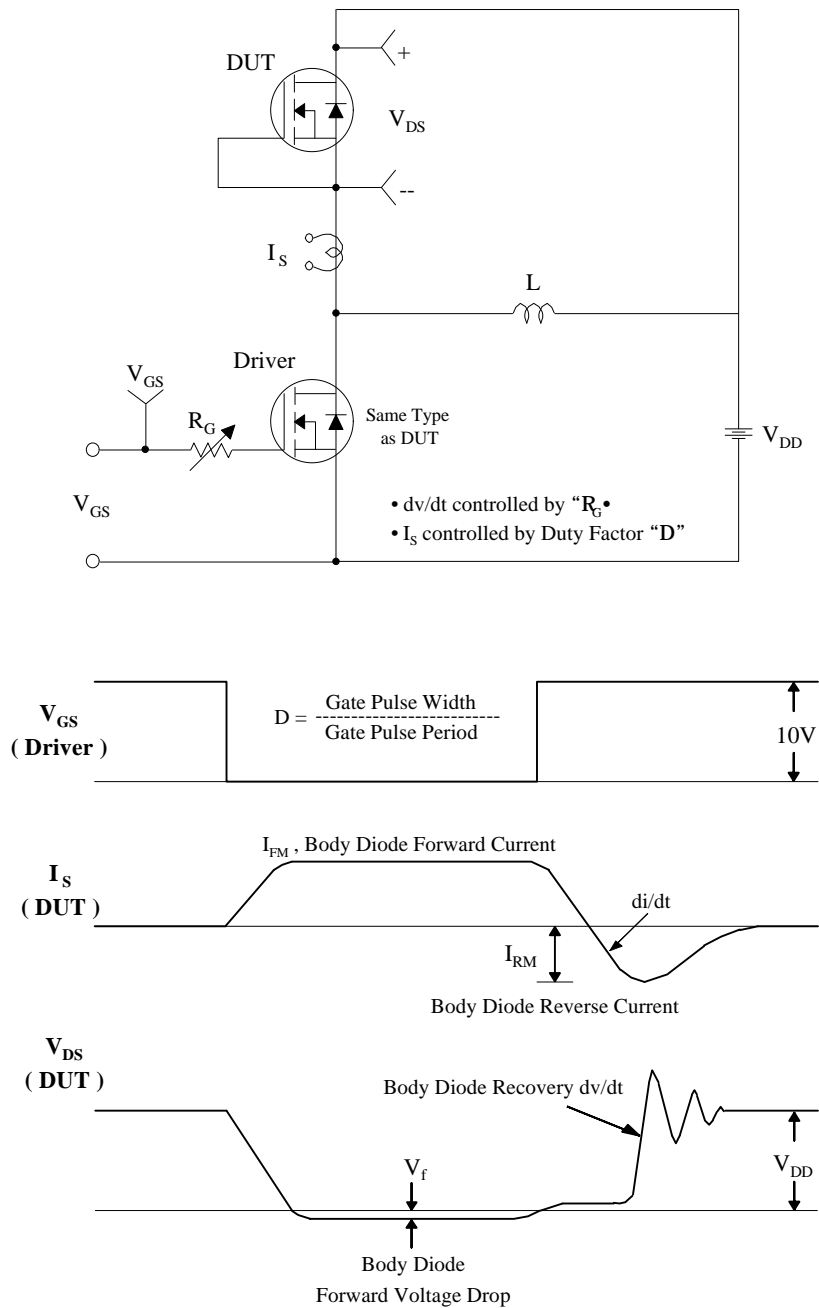 DUT
+
V_DS
--
I_S
L
Driver
V_GS
R_G
Same Type
as DUT
V_DD
V_GS
• dv/dt controlled by “R_G•
• I_S controlled by Duty Factor “D”
V_GS
( Driver )
D = Gate Pulse Width
--------------------------
Gate Pulse Period
10V
I_FM , Body Diode Forward Current
I_S
( DUT )
di/dt
I_RM
Body Diode Reverse Current
V_DS
( DUT )
Body Diode Recovery dv/dt
V_f
V_DD
Body Diode
Forward Voltage Drop